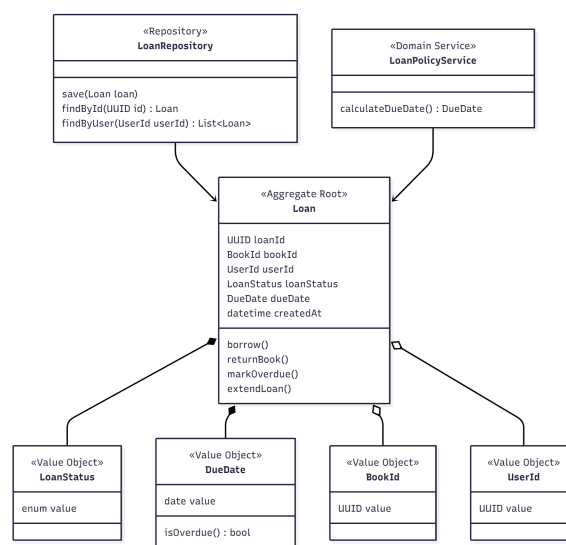 «Repository»
LoanRepository
save(Loan loan)
findById(UUID id) : Loan
findByUser(UserId userId) : List<Loan>
«Domain Service»
LoanPolicyService
calculateDueDate() : DueDate
«Aggregate Root»
Loan
UUID loanId
BookId bookId
UserId userId
LoanStatus loanStatus
DueDate dueDate
datetime createdAt
borrow()
returnBook()
markOverdue()
extendLoan()
«Value Object»
LoanStatus
enum value
«Value Object»
DueDate
date value
isOverdue() : bool
«Value Object»
BookId
UUID value
«Value Object»
UserId
UUID value